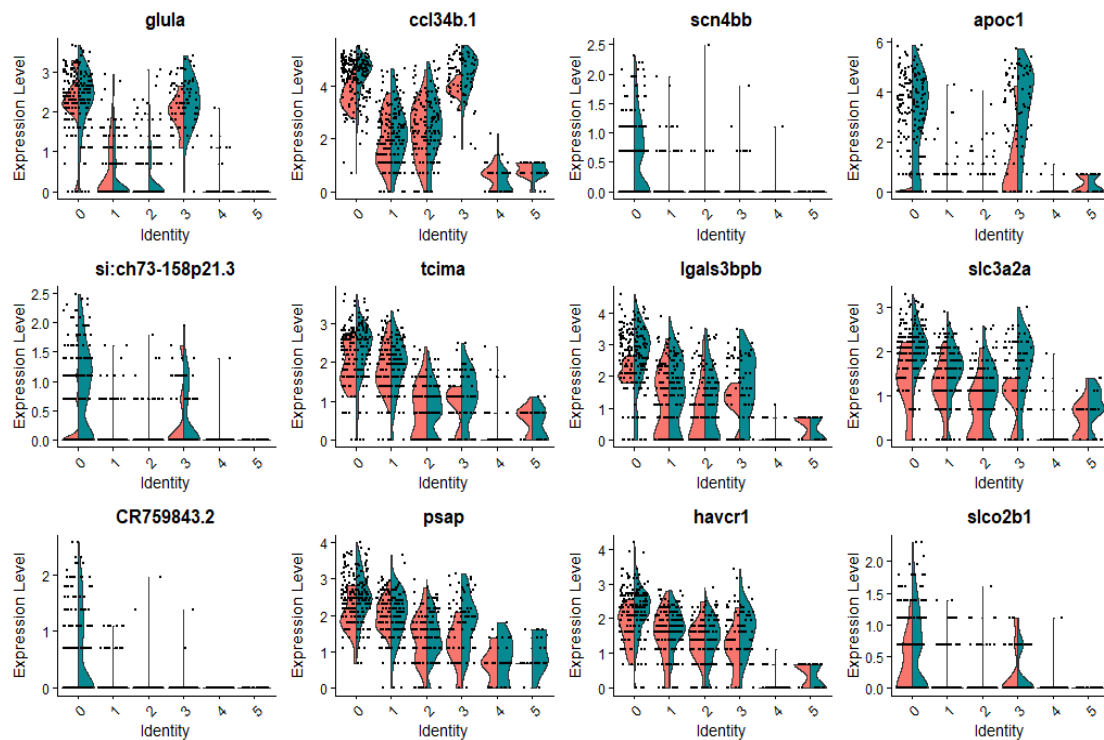 glula ccl34b.1 scn4bb apoc1
Expression Level
3
2
1
0
0 1 2 3 4 5
Identity
Expression Level
4
2
0
0 1 2 3 4 5
Identity
Expression Level
2.5
2.0
1.5
1.0
0.5
0.0
0 1 2 3 4 5
Identity
Expression Level
6
4
2
0
0 1 2 3 4 5
Identity
si:ch73-158p21.3 tcima lgals3bpb slc3a2a
Expression Level
2.5
2.0
1.5
1.0
0.5
0.0
0 1 2 3 4 5
Identity
Expression Level
3
2
1
0
0 1 2 3 4 5
Identity
Expression Level
4
3
2
1
0
0 1 2 3 4 5
Identity
Expression Level
3
2
1
0
0 1 2 3 4 5
Identity
CR759843.2 psap havcr1 slco2b1
Expression Level
2
1
0
0 1 2 3 4 5
Identity
Expression Level
4
3
2
1
0
0 1 2 3 4 5
Identity
Expression Level
4
3
2
1
0
0 1 2 3 4 5
Identity
Expression Level
2.0
1.5
1.0
0.5
0.0
0 1 2 3 4 5
Identity